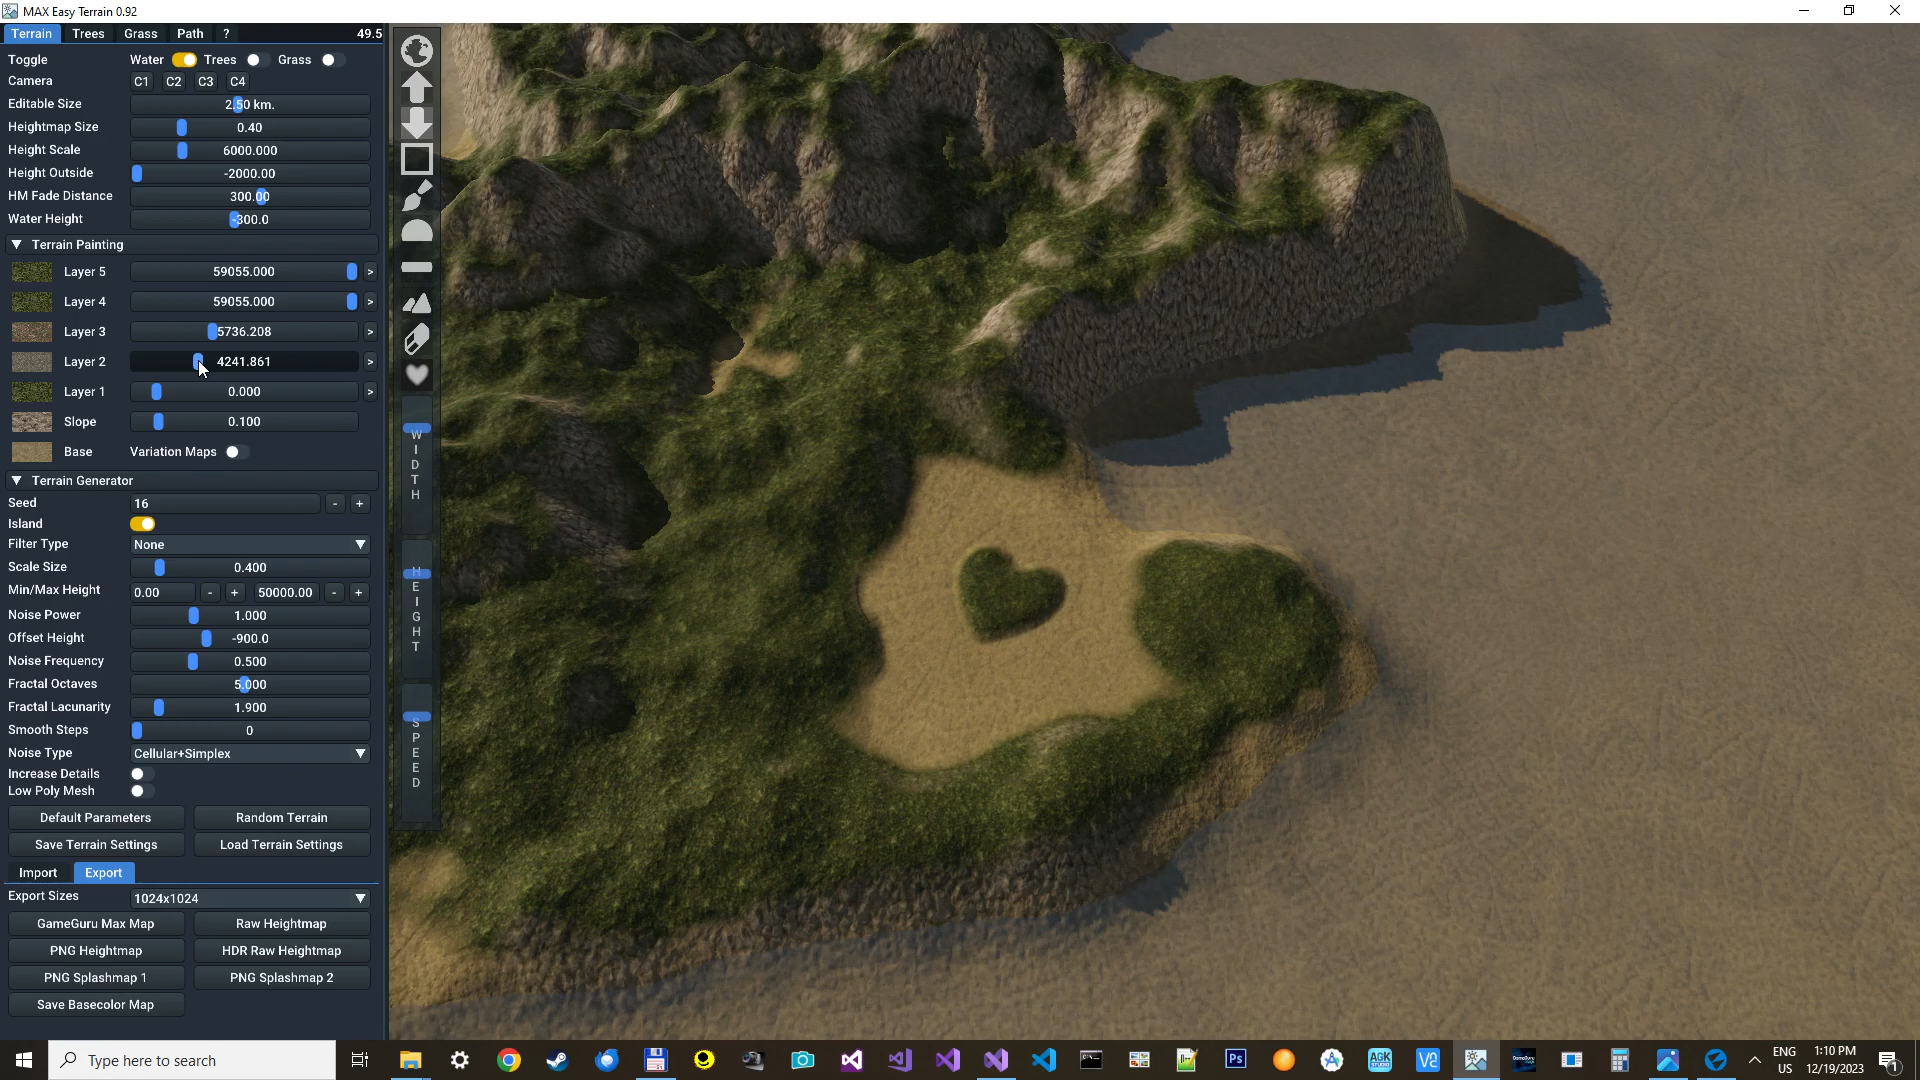 MAX Easy Terrain 0.92
Terrain Trees Grass Path ? 49.5
Toggle Water Trees Grass
Camera C1 C2 C3 C4
Editable Size 2.50 km.
Heightmap Size 0.40
Height Scale 6000.000
Height Outside -2000.00
HM Fade Distance 300.00
Water Height -300.0
Terrain Painting
Layer 5 59055.000 >
Layer 4 59055.000 >
Layer 3 5736.208 >
Layer 2 4241.861 >
Layer 1 0.000 >
Slope 0.100
Base Variation Maps
Terrain Generator
Seed 16 - +
Island
Filter Type None
Scale Size 0.400
Min/Max Height 0.00 - + 50000.00 - +
Noise Power 1.000
Offset Height -900.0
Noise Frequency 0.500
Fractal Octaves 5.000
Fractal Lacunarity 1.900
Smooth Steps 0
Noise Type Cellular+Simplex
Increase Details
Low Poly Mesh
Default Parameters Random Terrain
Save Terrain Settings Load Terrain Settings
Import Export
Export Sizes 1024x1024
GameGuru Max Map Raw Heightmap
PNG Heightmap HDR Raw Heightmap
PNG Splashmap 1 PNG Splashmap 2
Save Basecolor Map
WIDTH
HEIGHT
SPEED
Type here to search
Ps
AGK
ENG
US
1:10 PM
12/19/2023
1